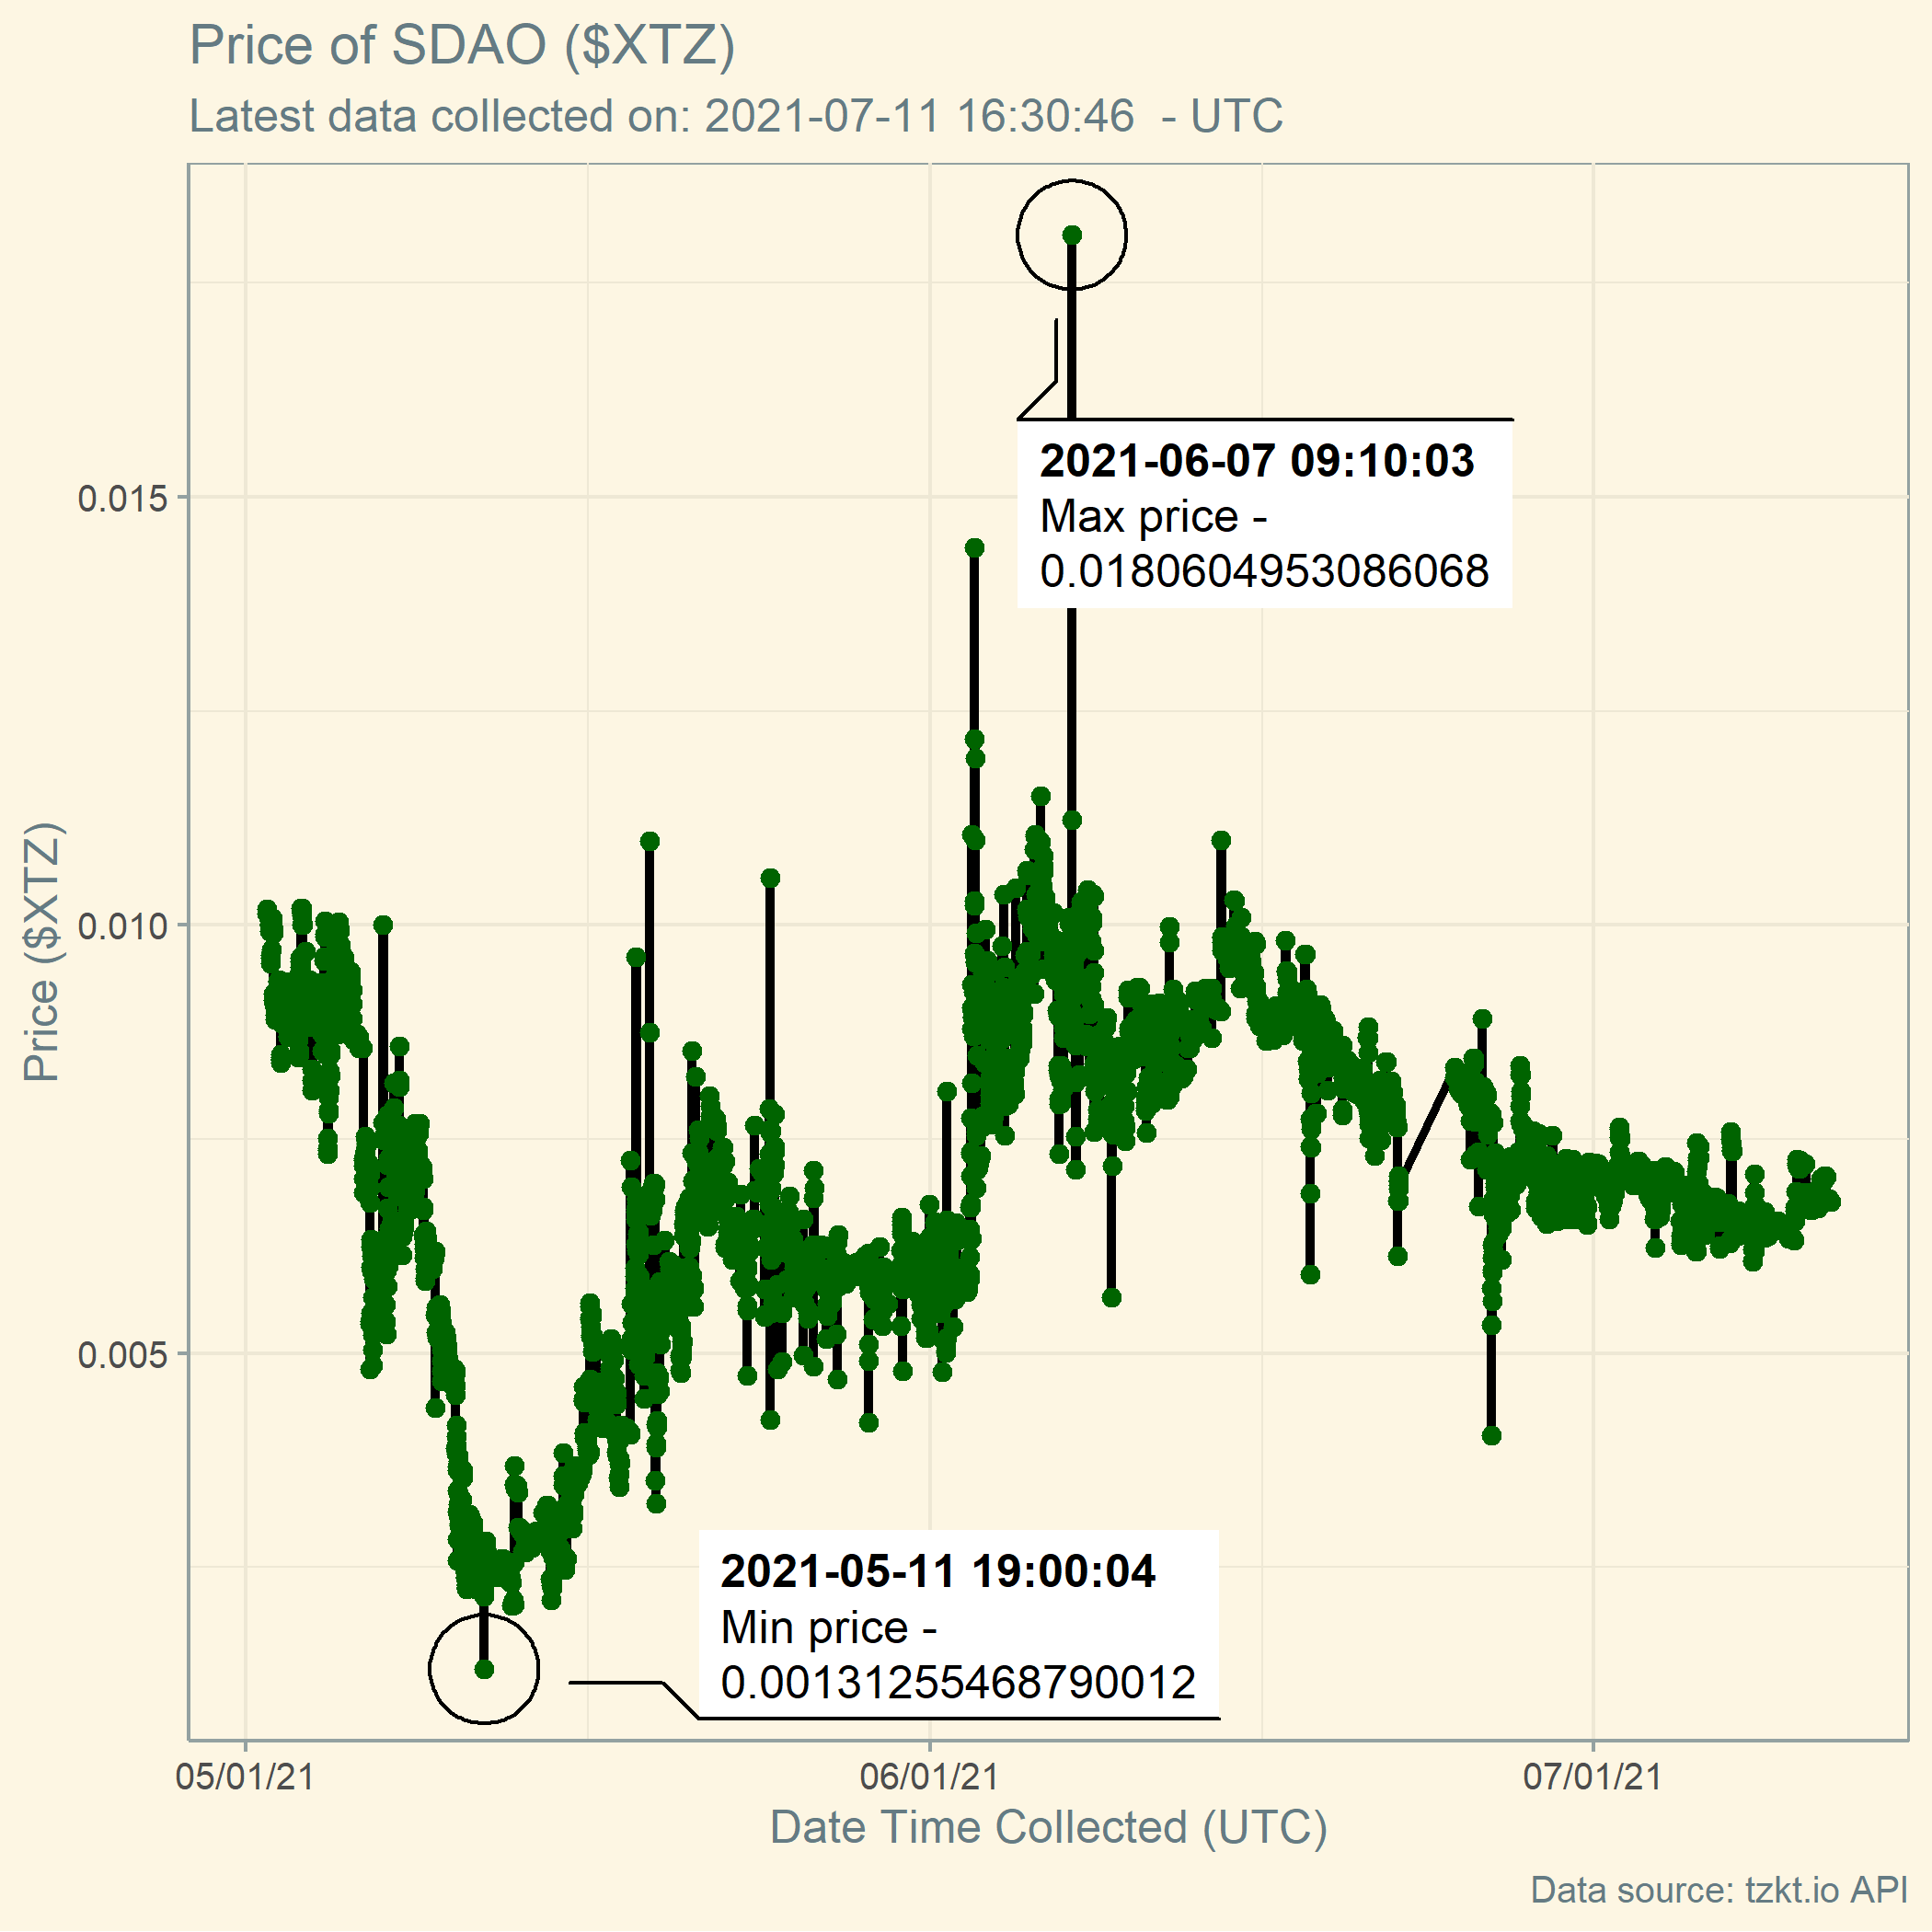 Price of SDAO ($XTZ)
Latest data collected on: 2021-07-11 16:30:46  - UTC
2021-06-07 09:10:03
Max price -
0.0180604953086068
0.015
0.010
0.005
Price ($XTZ)
2021-05-11 19:00:04
Min price -
0.00131255468790012
05/01/21
06/01/21
07/01/21
Date Time Collected (UTC)
Data source: tzkt.io API